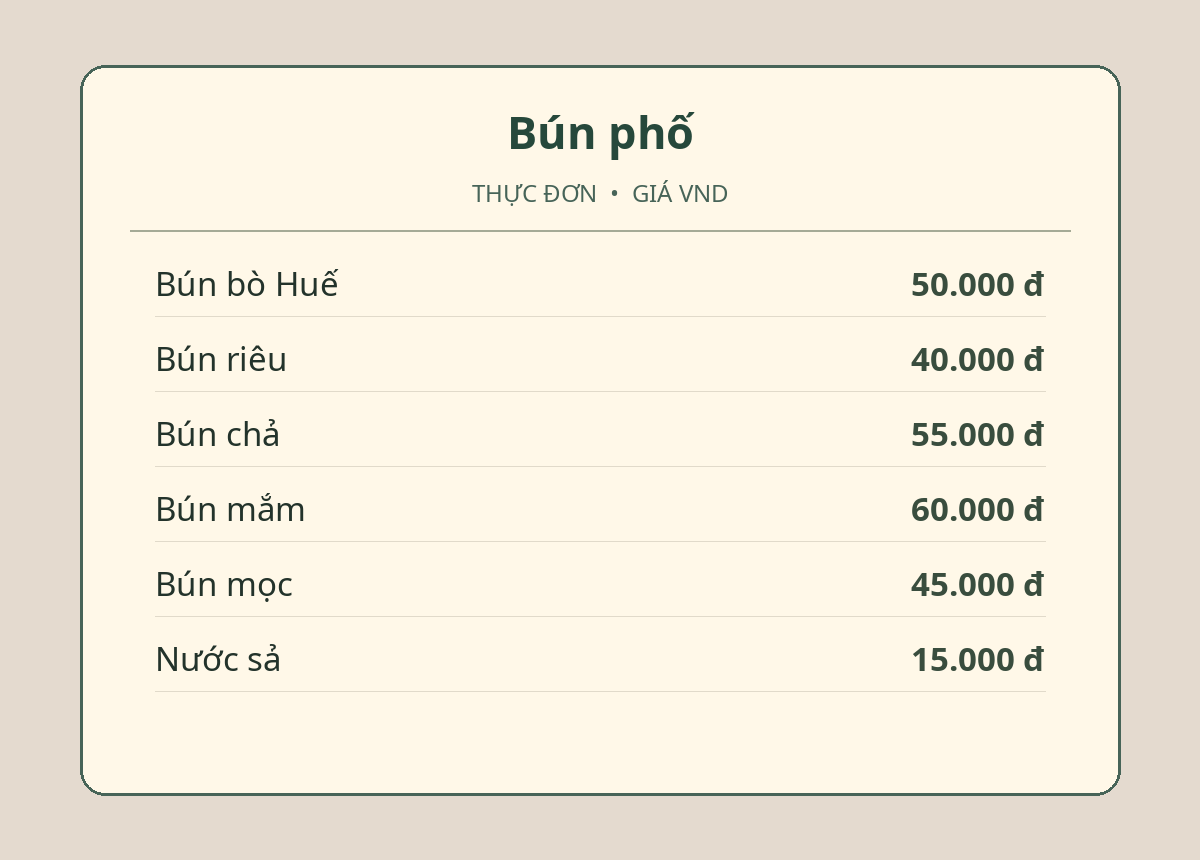 Bún phố
THỰC ĐƠN • GIÁ VND
Bún bò Huế 50.000 đ
Bún riêu 40.000 đ
Bún chả 55.000 đ
Bún mắm 60.000 đ
Bún mọc 45.000 đ
Nước sả 15.000 đ